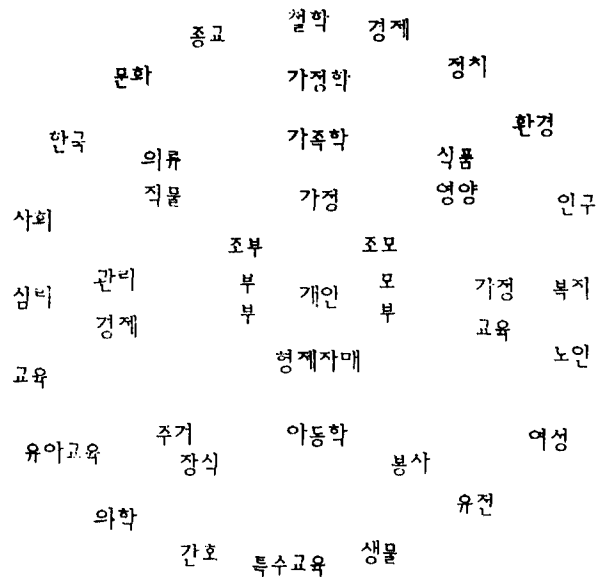 철학
종교 경제
정치
문화 가정학
환경
한국 가족학
의류 식품
직물 가정 영양
인구
사회
조부 조모
관리 부 개인 모 가정 복지
심리
경제 부 부 교육
노인
교육 형제자매
주거 아동학 여성
유아교육 장식 봉사
유전
의학
간호 특수교육 생물